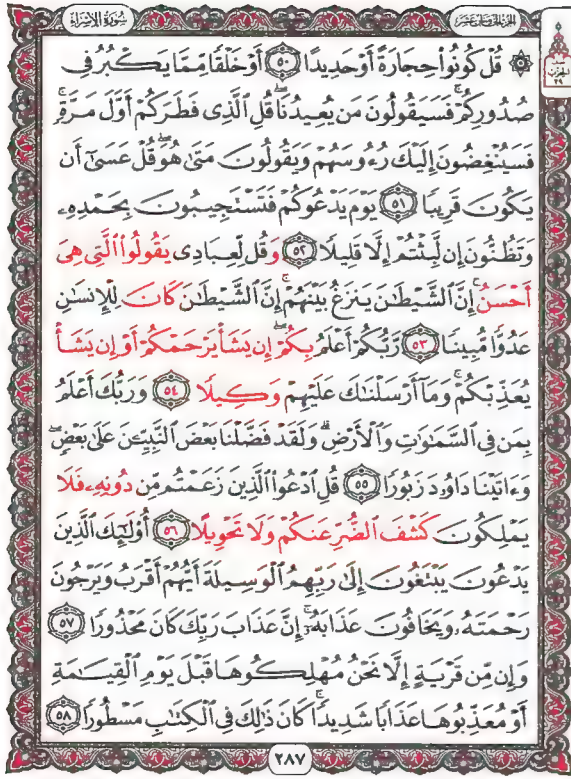 الجزء الخامس عشر
سورة الإسراء
الحزب
٢٩
۞ قُلْ كُونُوا۟ حِجَارَةً أَوْ حَدِيدًا ٥٠ أَوْ خَلْقًا مِّمَّا يَكْبُرُ فِى
صُدُورِكُمْ ۚ فَسَيَقُولُونَ مَن يُعِيدُنَا ۖ قُلِ ٱلَّذِى فَطَرَكُمْ أَوَّلَ مَرَّةٍ ۚ
فَسَيُنْغِضُونَ إِلَيْكَ رُءُوسَهُمْ وَيَقُولُونَ مَتَىٰ هُوَ ۖ قُلْ عَسَىٰٓ أَن
يَكُونَ قَرِيبًا ٥١ يَوْمَ يَدْعُوكُمْ فَتَسْتَجِيبُونَ بِحَمْدِهِۦ
وَتَظُنُّونَ إِن لَّبِثْتُمْ إِلَّا قَلِيلًا ٥٢ وَقُل لِّعِبَادِى يَقُولُوا۟ ٱلَّتِى هِىَ
أَحْسَنُ ۚ إِنَّ ٱلشَّيْطَٰنَ يَنزَغُ بَيْنَهُمْ ۚ إِنَّ ٱلشَّيْطَٰنَ كَانَ لِلْإِنسَٰنِ
عَدُوًّا مُّبِينًا ٥٣ رَّبُّكُمْ أَعْلَمُ بِكُمْ ۖ إِن يَشَأْ يَرْحَمْكُمْ أَوْ إِن يَشَأْ
يُعَذِّبْكُمْ ۚ وَمَآ أَرْسَلْنَٰكَ عَلَيْهِمْ وَكِيلًا ٥٤ وَرَبُّكَ أَعْلَمُ
بِمَن فِى ٱلسَّمَٰوَٰتِ وَٱلْأَرْضِ ۗ وَلَقَدْ فَضَّلْنَا بَعْضَ ٱلنَّبِيِّـۧنَ عَلَىٰ بَعْضٍ ۖ
وَءَاتَيْنَا دَاوُۥدَ زَبُورًا ٥٥ قُلِ ٱدْعُوا۟ ٱلَّذِينَ زَعَمْتُم مِّن دُونِهِۦ فَلَا
يَمْلِكُونَ كَشْفَ ٱلضُّرِّ عَنكُمْ وَلَا تَحْوِيلًا ٥٦ أُو۟لَٰٓئِكَ ٱلَّذِينَ
يَدْعُونَ يَبْتَغُونَ إِلَىٰ رَبِّهِمُ ٱلْوَسِيلَةَ أَيُّهُمْ أَقْرَبُ وَيَرْجُونَ
رَحْمَتَهُۥ وَيَخَافُونَ عَذَابَهُۥٓ ۚ إِنَّ عَذَابَ رَبِّكَ كَانَ مَحْذُورًا ٥٧
وَإِن مِّن قَرْيَةٍ إِلَّا نَحْنُ مُهْلِكُوهَا قَبْلَ يَوْمِ ٱلْقِيَٰمَةِ
أَوْ مُعَذِّبُوهَا عَذَابًا شَدِيدًا ۚ كَانَ ذَٰلِكَ فِى ٱلْكِتَٰبِ مَسْطُورًا ٥٨
٢٨٧